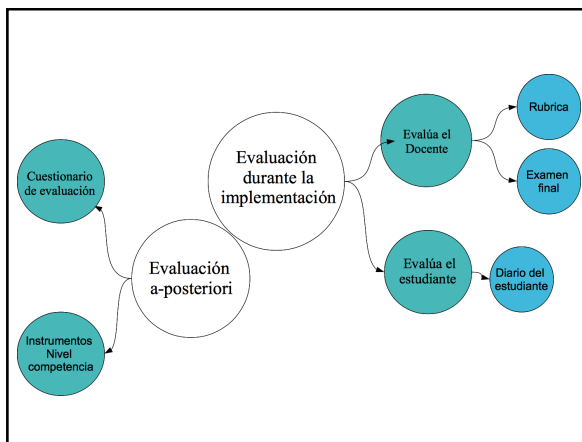 Evaluación
durante la
implementación
Evalúa el
Docente
Rubrica
Examen
final
Evalúa el
estudiante
Diario del
estudiante
Evaluación
a-posteriori
Cuestionario
de evaluación
Instrumentos
Nivel
competencia